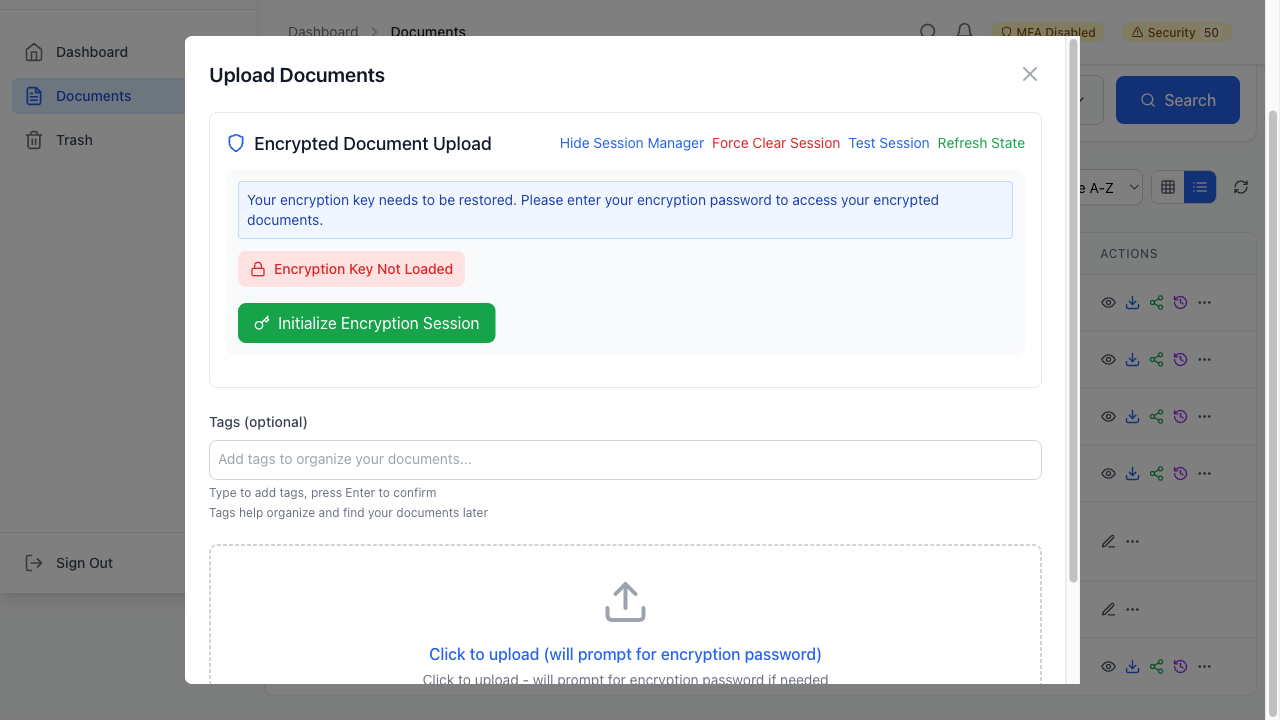 Dashboard
Documents
Trash
Sign Out
Dashboard > Documents
MFA Disabled
Security 50
Search
e A-Z
ACTIONS
Upload Documents
Encrypted Document Upload
Hide Session Manager Force Clear Session Test Session Refresh State
Your encryption key needs to be restored. Please enter your encryption password to access your encrypted
documents.
Encryption Key Not Loaded
Initialize Encryption Session
Tags (optional)
Add tags to organize your documents...
Type to add tags, press Enter to confirm
Tags help organize and find your documents later
Click to upload (will prompt for encryption password)
Click to upload - will prompt for encryption password if needed